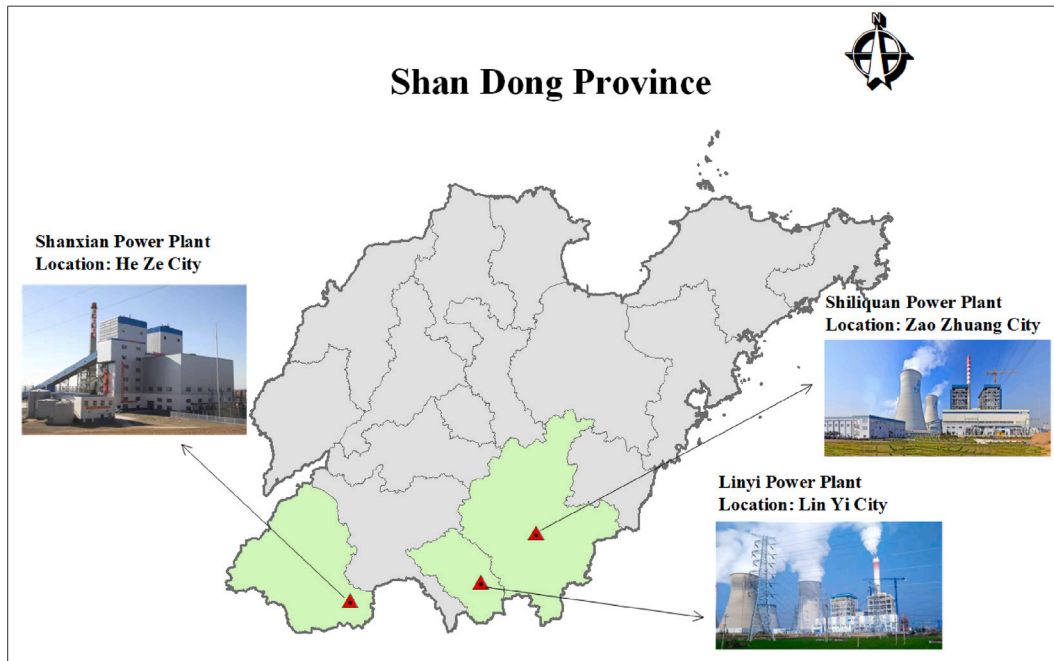 N
Shan Dong Province
Shanxian Power Plant
Location: He Ze City
Shiliquan Power Plant
Location: Zao Zhuang City
Linyi Power Plant
Location: Lin Yi City